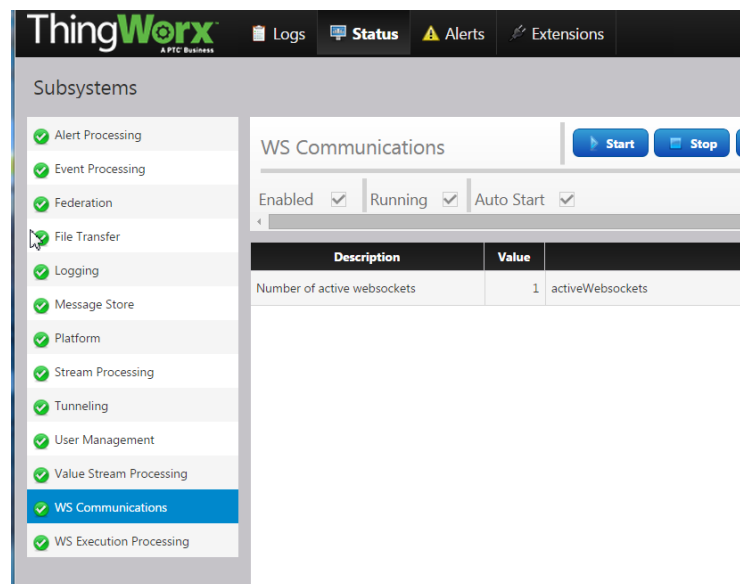 ThingWorx
A PTC Business
Logs
Status
Alerts
Extensions
Subsystems
Alert Processing
Event Processing
Federation
File Transfer
Logging
Message Store
Platform
Stream Processing
Tunneling
User Management
Value Stream Processing
WS Communications
WS Execution Processing
WS Communications
Start
Stop
Enabled
Running
Auto Start
Description Value
Number of active websockets 1 activeWebsockets